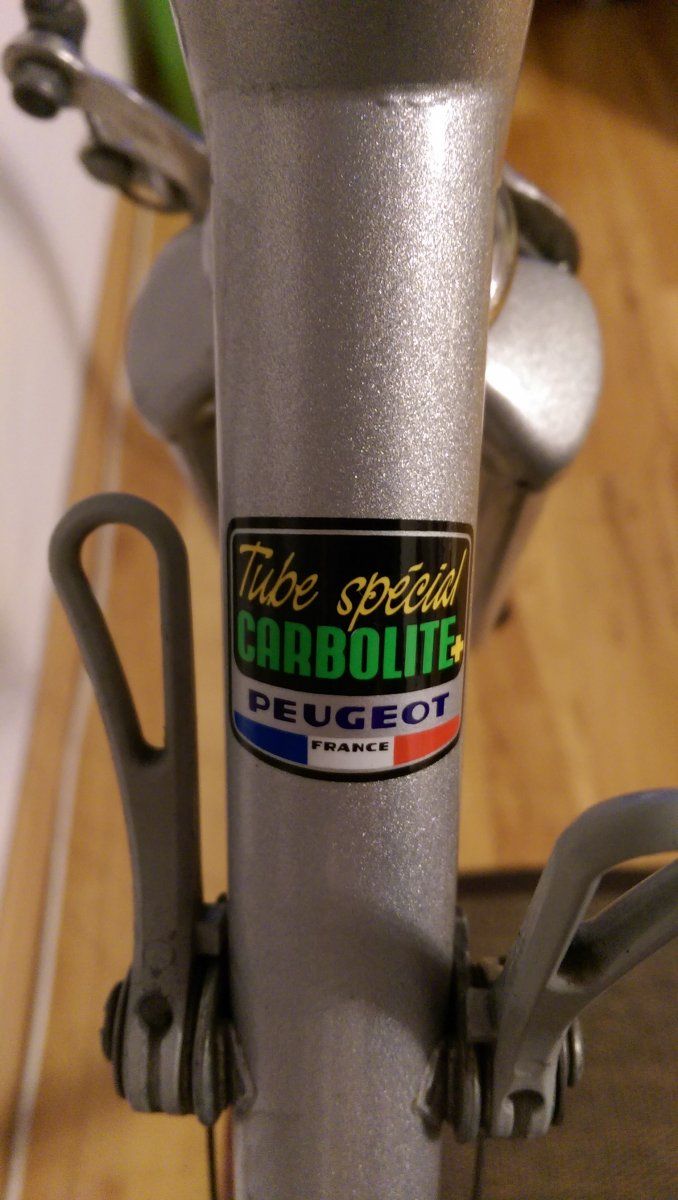 Tube spécial
CARBOLITE+
PEUGEOT
FRANCE